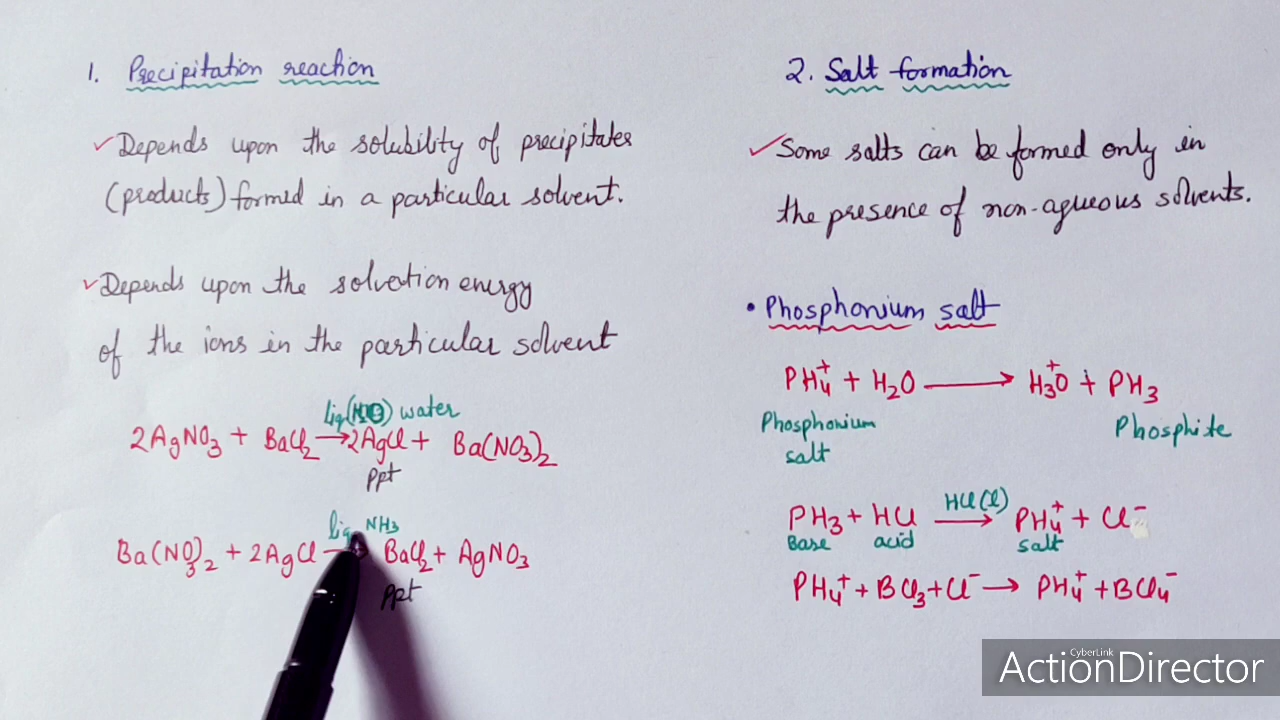 1. Precipitation reaction
✓Depends upon the solubility of precipitates
(products) formed in a particular solvent.
✓Depends upon the solvation energy
of the ions in the particular solvent
liq(H2O) water
2AgNO3 + BaCl2 → 2AgCl + Ba(NO3)2
ppt
liq NH3
Ba(NO3)2 + 2AgCl → BaCl2 + AgNO3
ppt
2. Salt formation
✓Some salts can be formed only in
the presence of non-aqueous solvents.
• Phosphonium salt
PH4+ + H2O → H3O+ + PH3
Phosphonium
salt
Phosphite
HCl(l)
PH3 + HCl → PH4+ + Cl-
Base acid salt
PH4+ + BCl3 + Cl- → PH4+ + BCl4-
CyberLink
ActionDirector